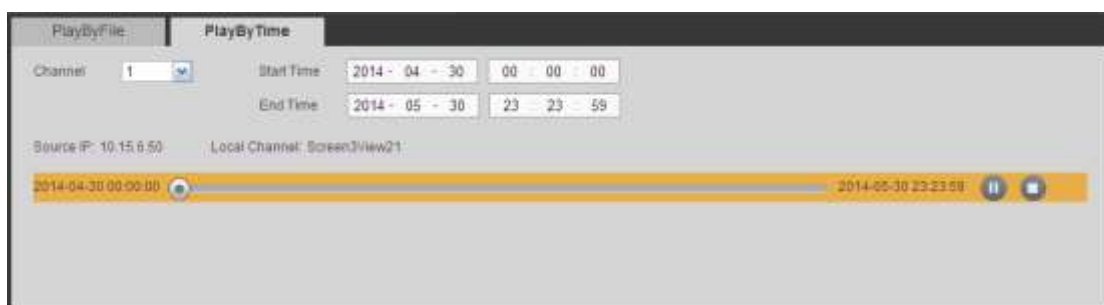 PlayByFile PlayByTime
Channel 1 Start Time 2014 - 04 - 30 00 : 00 : 00
End Time 2014 - 05 - 30 23 : 23 : 59
Source IP: 10.15.6.50 Local Channel: Screen3View21
2014-04-30 00:00:00 2014-05-30 23:23:59